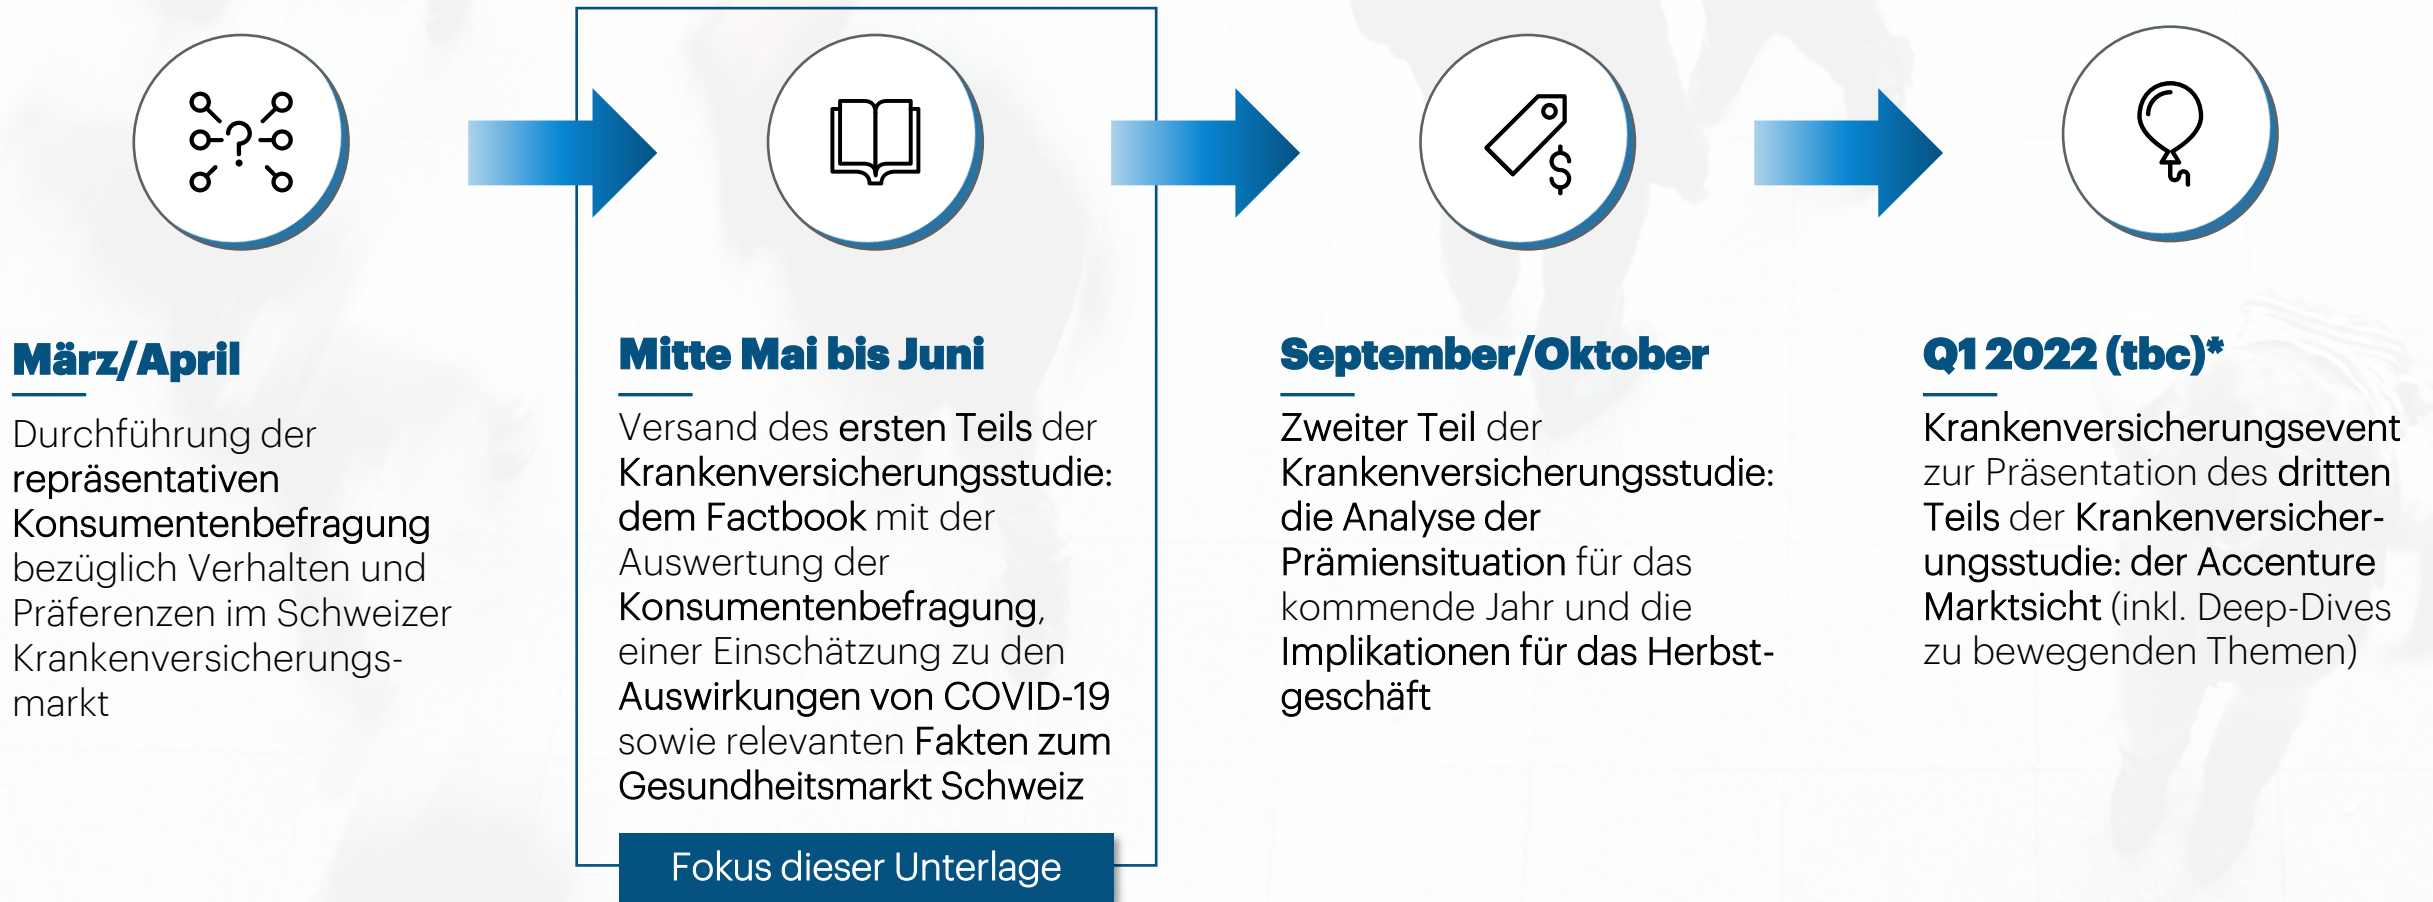 März/April
Durchführung der
repräsentativen
Konsumentenbefragung
bezüglich Verhalten und
Präferenzen im Schweizer
Krankenversicherungs-
markt
Mitte Mai bis Juni
Versand des ersten Teils der
Krankenversicherungsstudie:
dem Factbook mit der
Auswertung der
Konsumentenbefragung,
einer Einschätzung zu den
Auswirkungen von COVID-19
sowie relevanten Fakten zum
Gesundheitsmarkt Schweiz
Fokus dieser Unterlage
September/Oktober
Zweiter Teil der
Krankenversicherungsstudie:
die Analyse der
Prämiensituation für das
kommende Jahr und die
Implikationen für das Herbst-
geschäft
Q1 2022 (tbc)*
Krankenversicherungsevent
zur Präsentation des dritten
Teils der Krankenversicher-
ungsstudie: der Accenture
Marktsicht (inkl. Deep-Dives
zu bewegenden Themen)